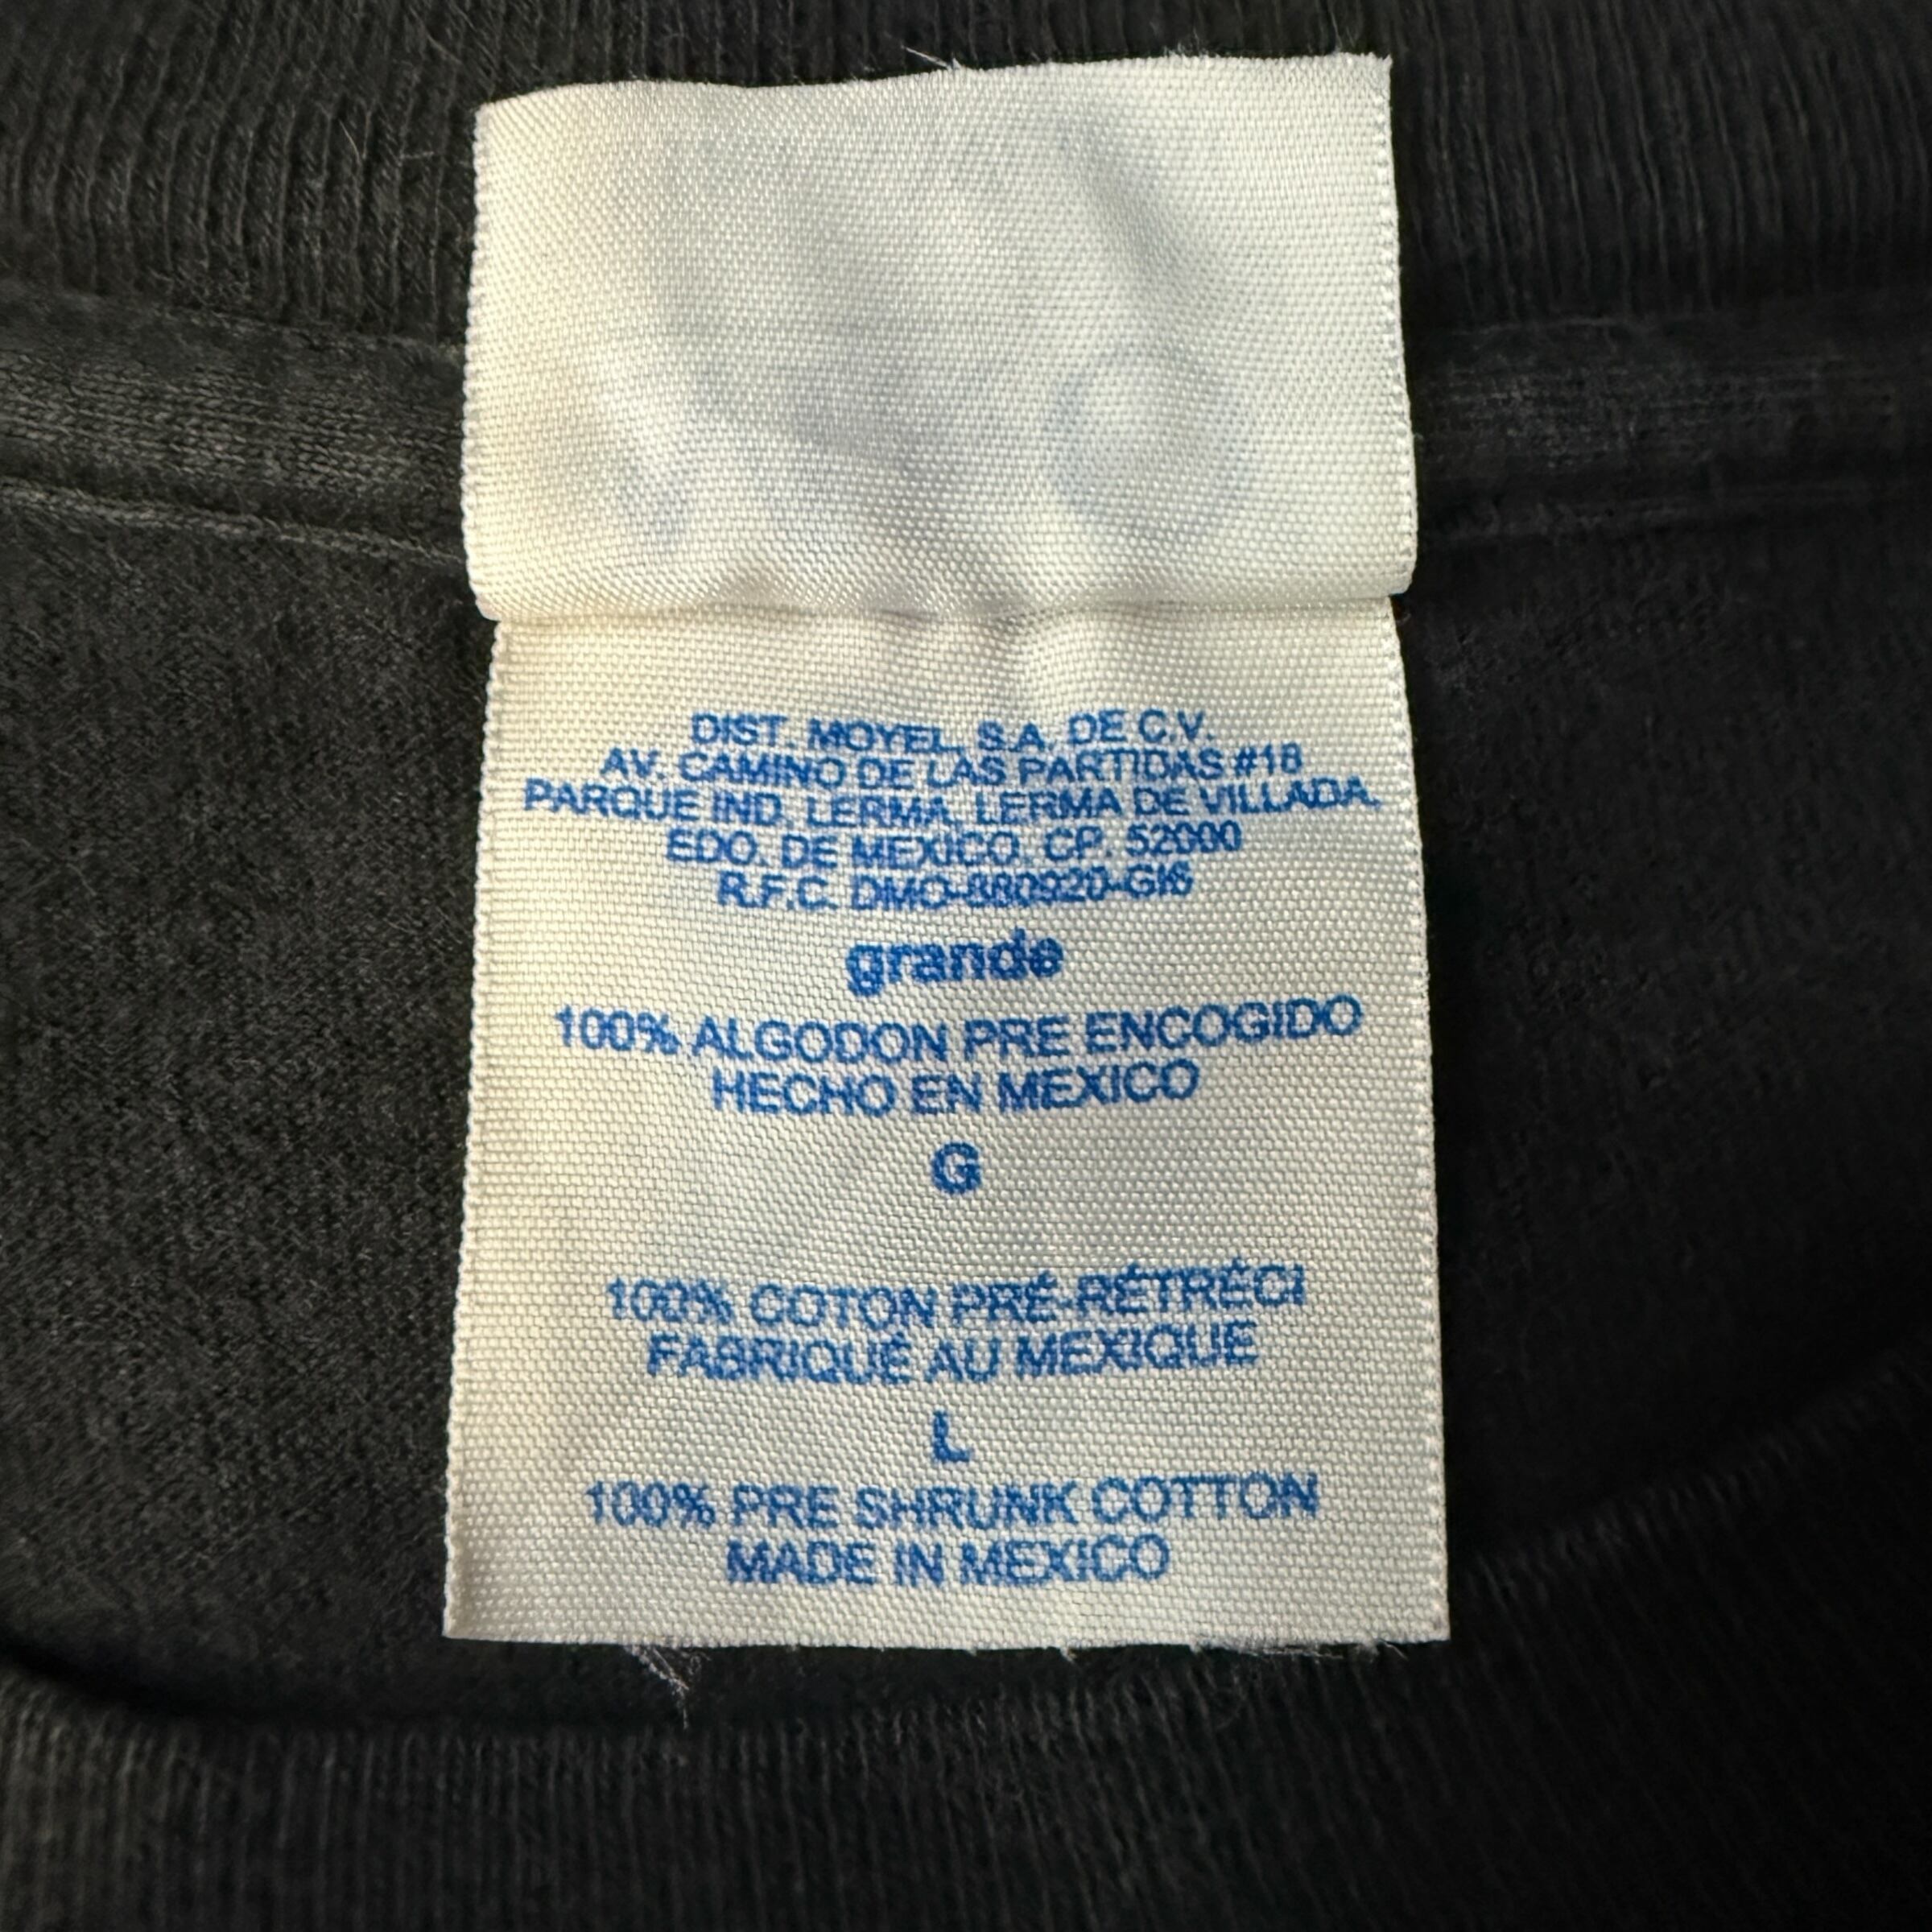 DIST. MOYEL, S.A. DE C.V.
AV. CAMINO DE LAS PARTIDAS #18
PARQUE IND. LERMA, LERMA DE VILLADA,
EDO. DE MEXICO. CP. 52000
R.F.C. DMO-880920-GI6
grande
100% ALGODON PRE ENCOGIDO
HECHO EN MEXICO
G
100% COTON PRÉ-RÉTRÉCI
FABRIQUÉ AU MEXIQUE
L
100% PRE SHRUNK COTTON
MADE IN MEXICO